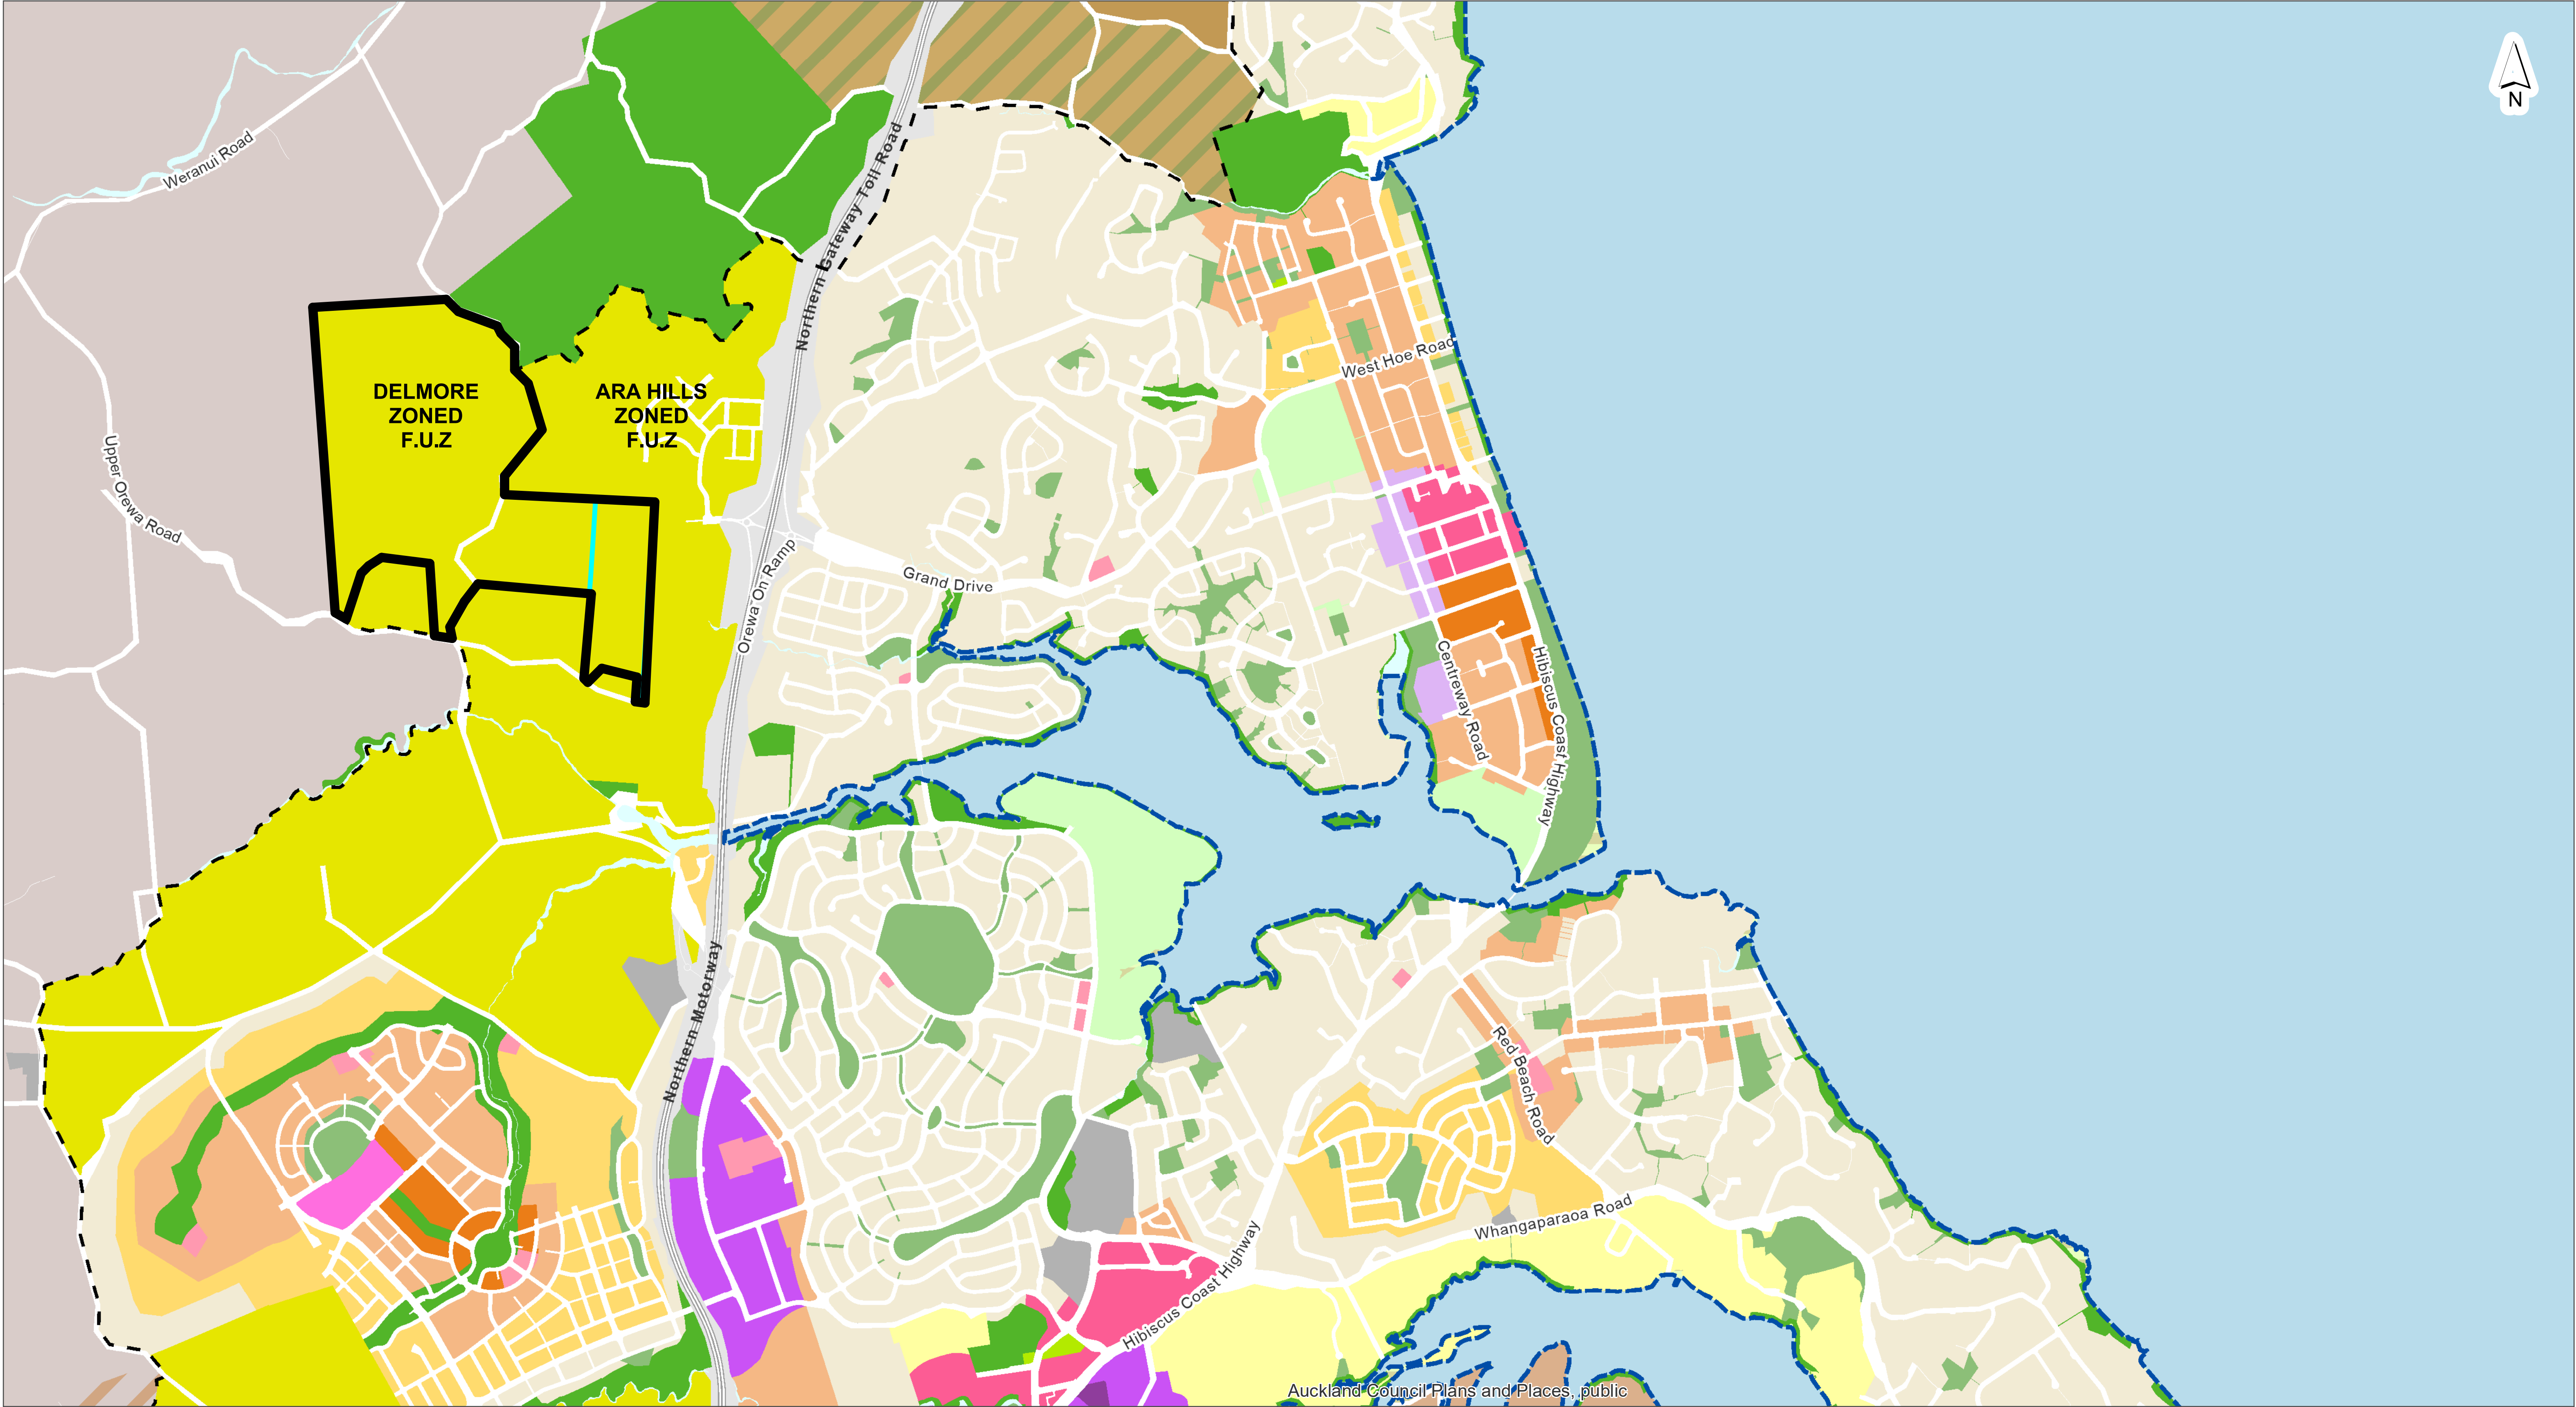 N
Weranui Road
Northern Gateway Toll Road
West Hoe Road
DELMORE
ZONED
F.U.Z
ARA HILLS
ZONED
F.U.Z
Upper Orewa Road
Orewa On Ramp
Grand Drive
Centreway Road
Hibiscus Coast Highway
Northern Motorway
Red Beach Road
Whangaparaoa Road
Hibiscus Coast Highway
Auckland Council Plans and Places, public